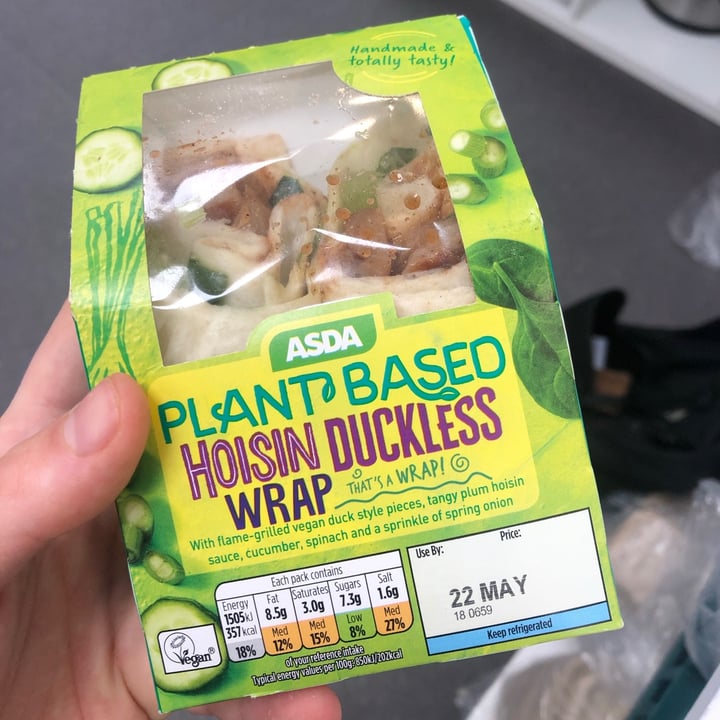 Handmade &
totally tasty!
ASDA
PLANT BASED
HOISIN DUCKLESS
WRAP THAT'S A WRAP!
With flame-grilled vegan duck style pieces, tangy plum hoisin
sauce, cucumber, spinach and a sprinkle of spring onion
Each pack contains
Energy Fat Saturates Sugars Salt
1505kJ 8.5g 3.0g 7.3g 1.6g
357kcal Med Med Low Med
18% 12% 15% 8% 27%
of your reference intake
Typical energy values per 100g: 850kJ/202kcal
Vegan®
Use By: Price:
22 MAY
18 0659
Keep refrigerated